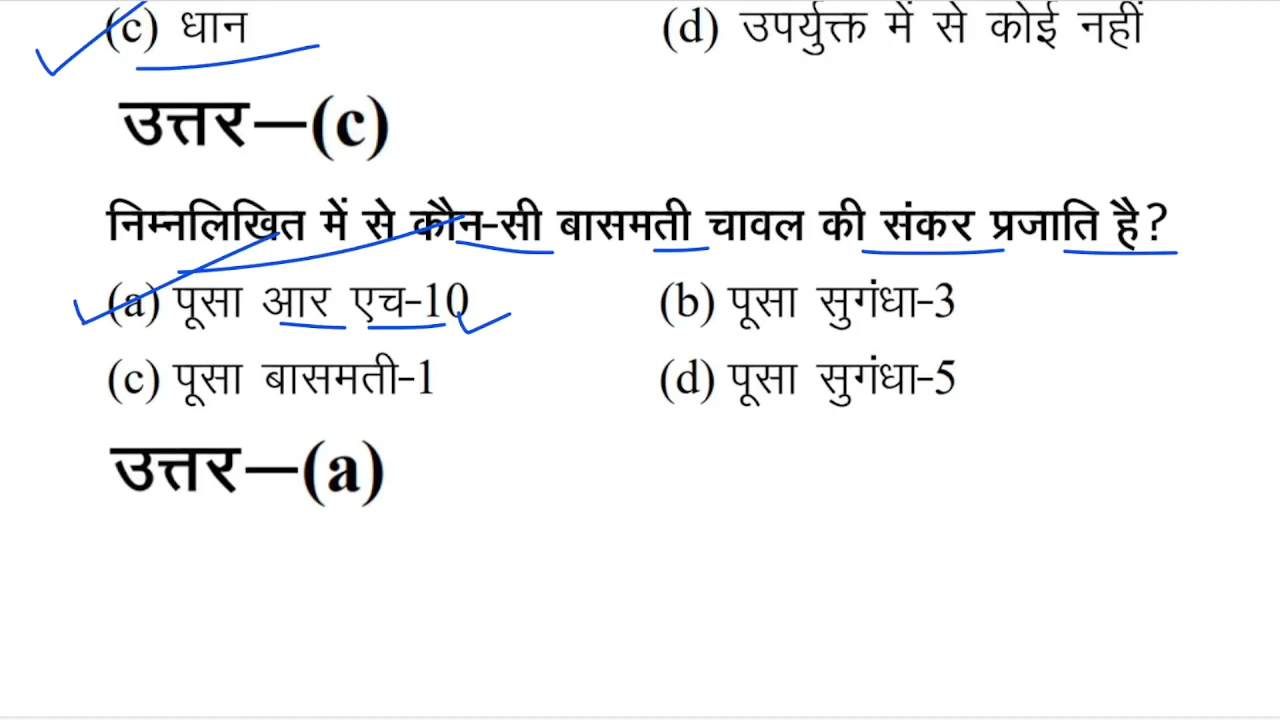 (c) धान (d) उपर्युक्त में से कोई नहीं
उत्तर—(c)
निम्नलिखित में से कौन-सी बासमती चावल की संकर प्रजाति है?
(a) पूसा आर एच-10 (b) पूसा सुगंधा-3
(c) पूसा बासमती-1 (d) पूसा सुगंधा-5
उत्तर—(a)